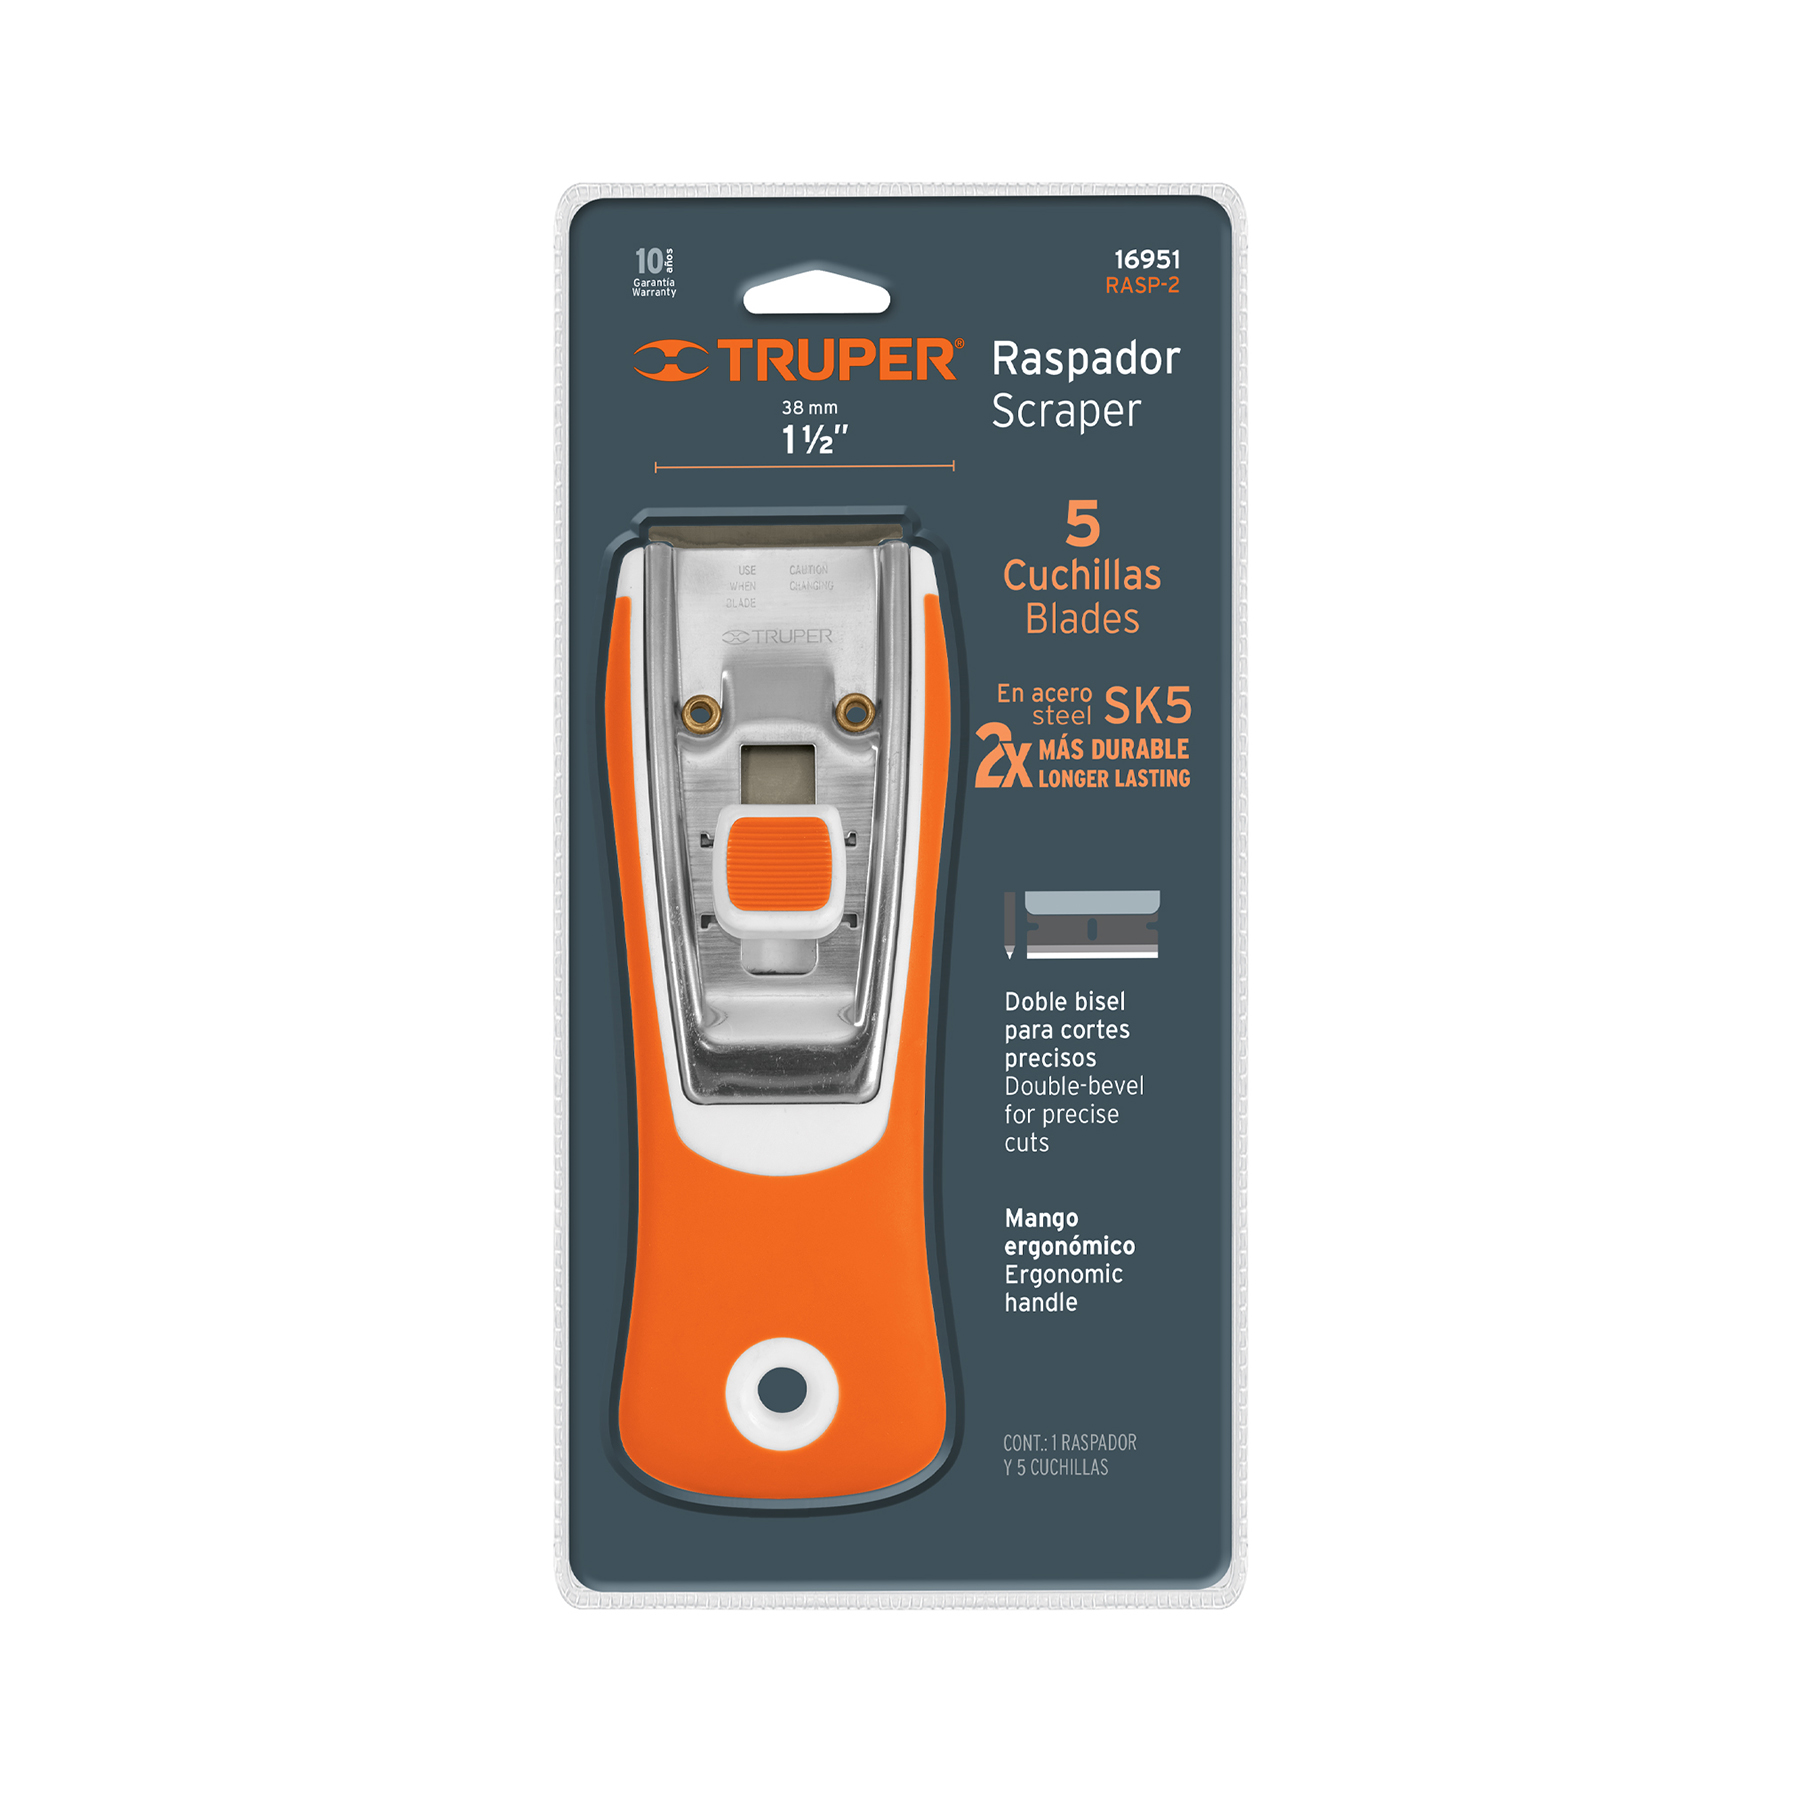 10 años
Garantía
Warranty
16951
RASP-2
TRUPER®
Raspador
Scraper
38 mm
1 ½"
5
Cuchillas
Blades
En acero
steel
SK5
2x
MÁS DURABLE
LONGER LASTING
USE CAUTION
WHEN CHANGING
BLADE
TRUPER
Doble bisel
para cortes
precisos
Double-bevel
for precise
cuts
Mango
ergonómico
Ergonomic
handle
CONT.: 1 RASPADOR
Y 5 CUCHILLAS